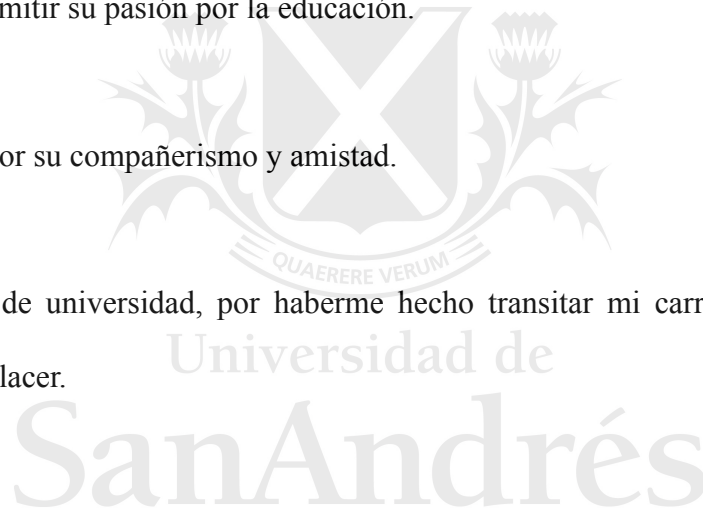 mitir su pasión por la educación.
or su compañerismo y amistad.
QUAERERE VERUM
de universidad, por haberme hecho transitar mi carr
Universidad de
lacer.
SanAndrés